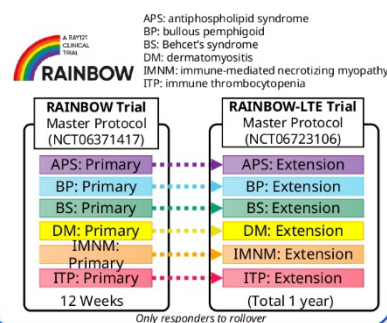 A RAY121
CLINICAL
TRIAL
RAINBOW
APS: antiphospholipid syndrome
BP: bullous pemphigoid
BS: Behcet's syndrome
DM: dermatomyositis
IMNM: immune-mediated necrotizing myopathy
ITP: immune thrombocytopenia
RAINBOW Trial
Master Protocol
(NCT06371417)
APS: Primary
BP: Primary
BS: Primary
DM: Primary
IMNM:
Primary
ITP: Primary
12 Weeks
RAINBOW-LTE Trial
Master Protocol
(NCT06723106)
APS: Extension
BP: Extension
BS: Extension
DM: Extension
IMNM: Extension
ITP: Extension
(Total 1 year)
Only responders to rollover